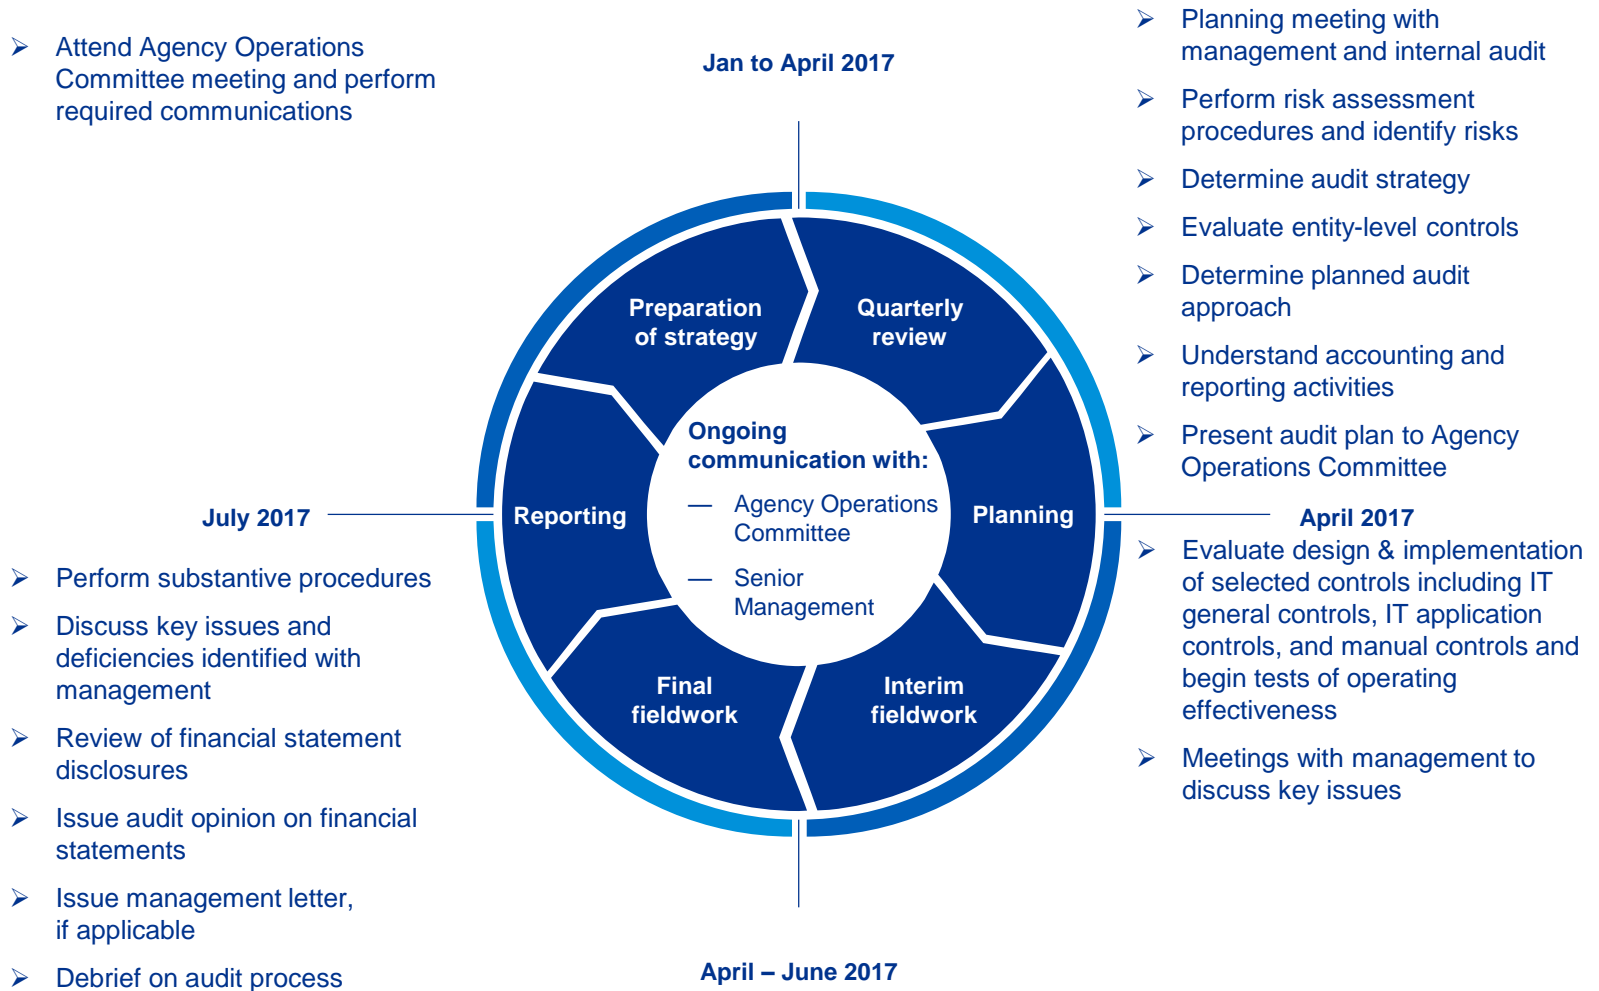 ➢ Attend Agency Operations
Committee meeting and perform
required communications
Jan to April 2017
➢ Planning meeting with
management and internal audit
➢ Perform risk assessment
procedures and identify risks
➢ Determine audit strategy
➢ Evaluate entity-level controls
➢ Determine planned audit
approach
➢ Understand accounting and
reporting activities
➢ Present audit plan to Agency
Operations Committee
Preparation
of strategy
Quarterly
review
Ongoing
communication with:
— Agency Operations
Committee
— Senior
Management
Reporting
Planning
Final
fieldwork
Interim
fieldwork
July 2017
➢ Perform substantive procedures
➢ Discuss key issues and
deficiencies identified with
management
➢ Review of financial statement
disclosures
➢ Issue audit opinion on financial
statements
➢ Issue management letter,
if applicable
➢ Debrief on audit process
April 2017
➢ Evaluate design & implementation
of selected controls including IT
general controls, IT application
controls, and manual controls and
begin tests of operating
effectiveness
➢ Meetings with management to
discuss key issues
April – June 2017